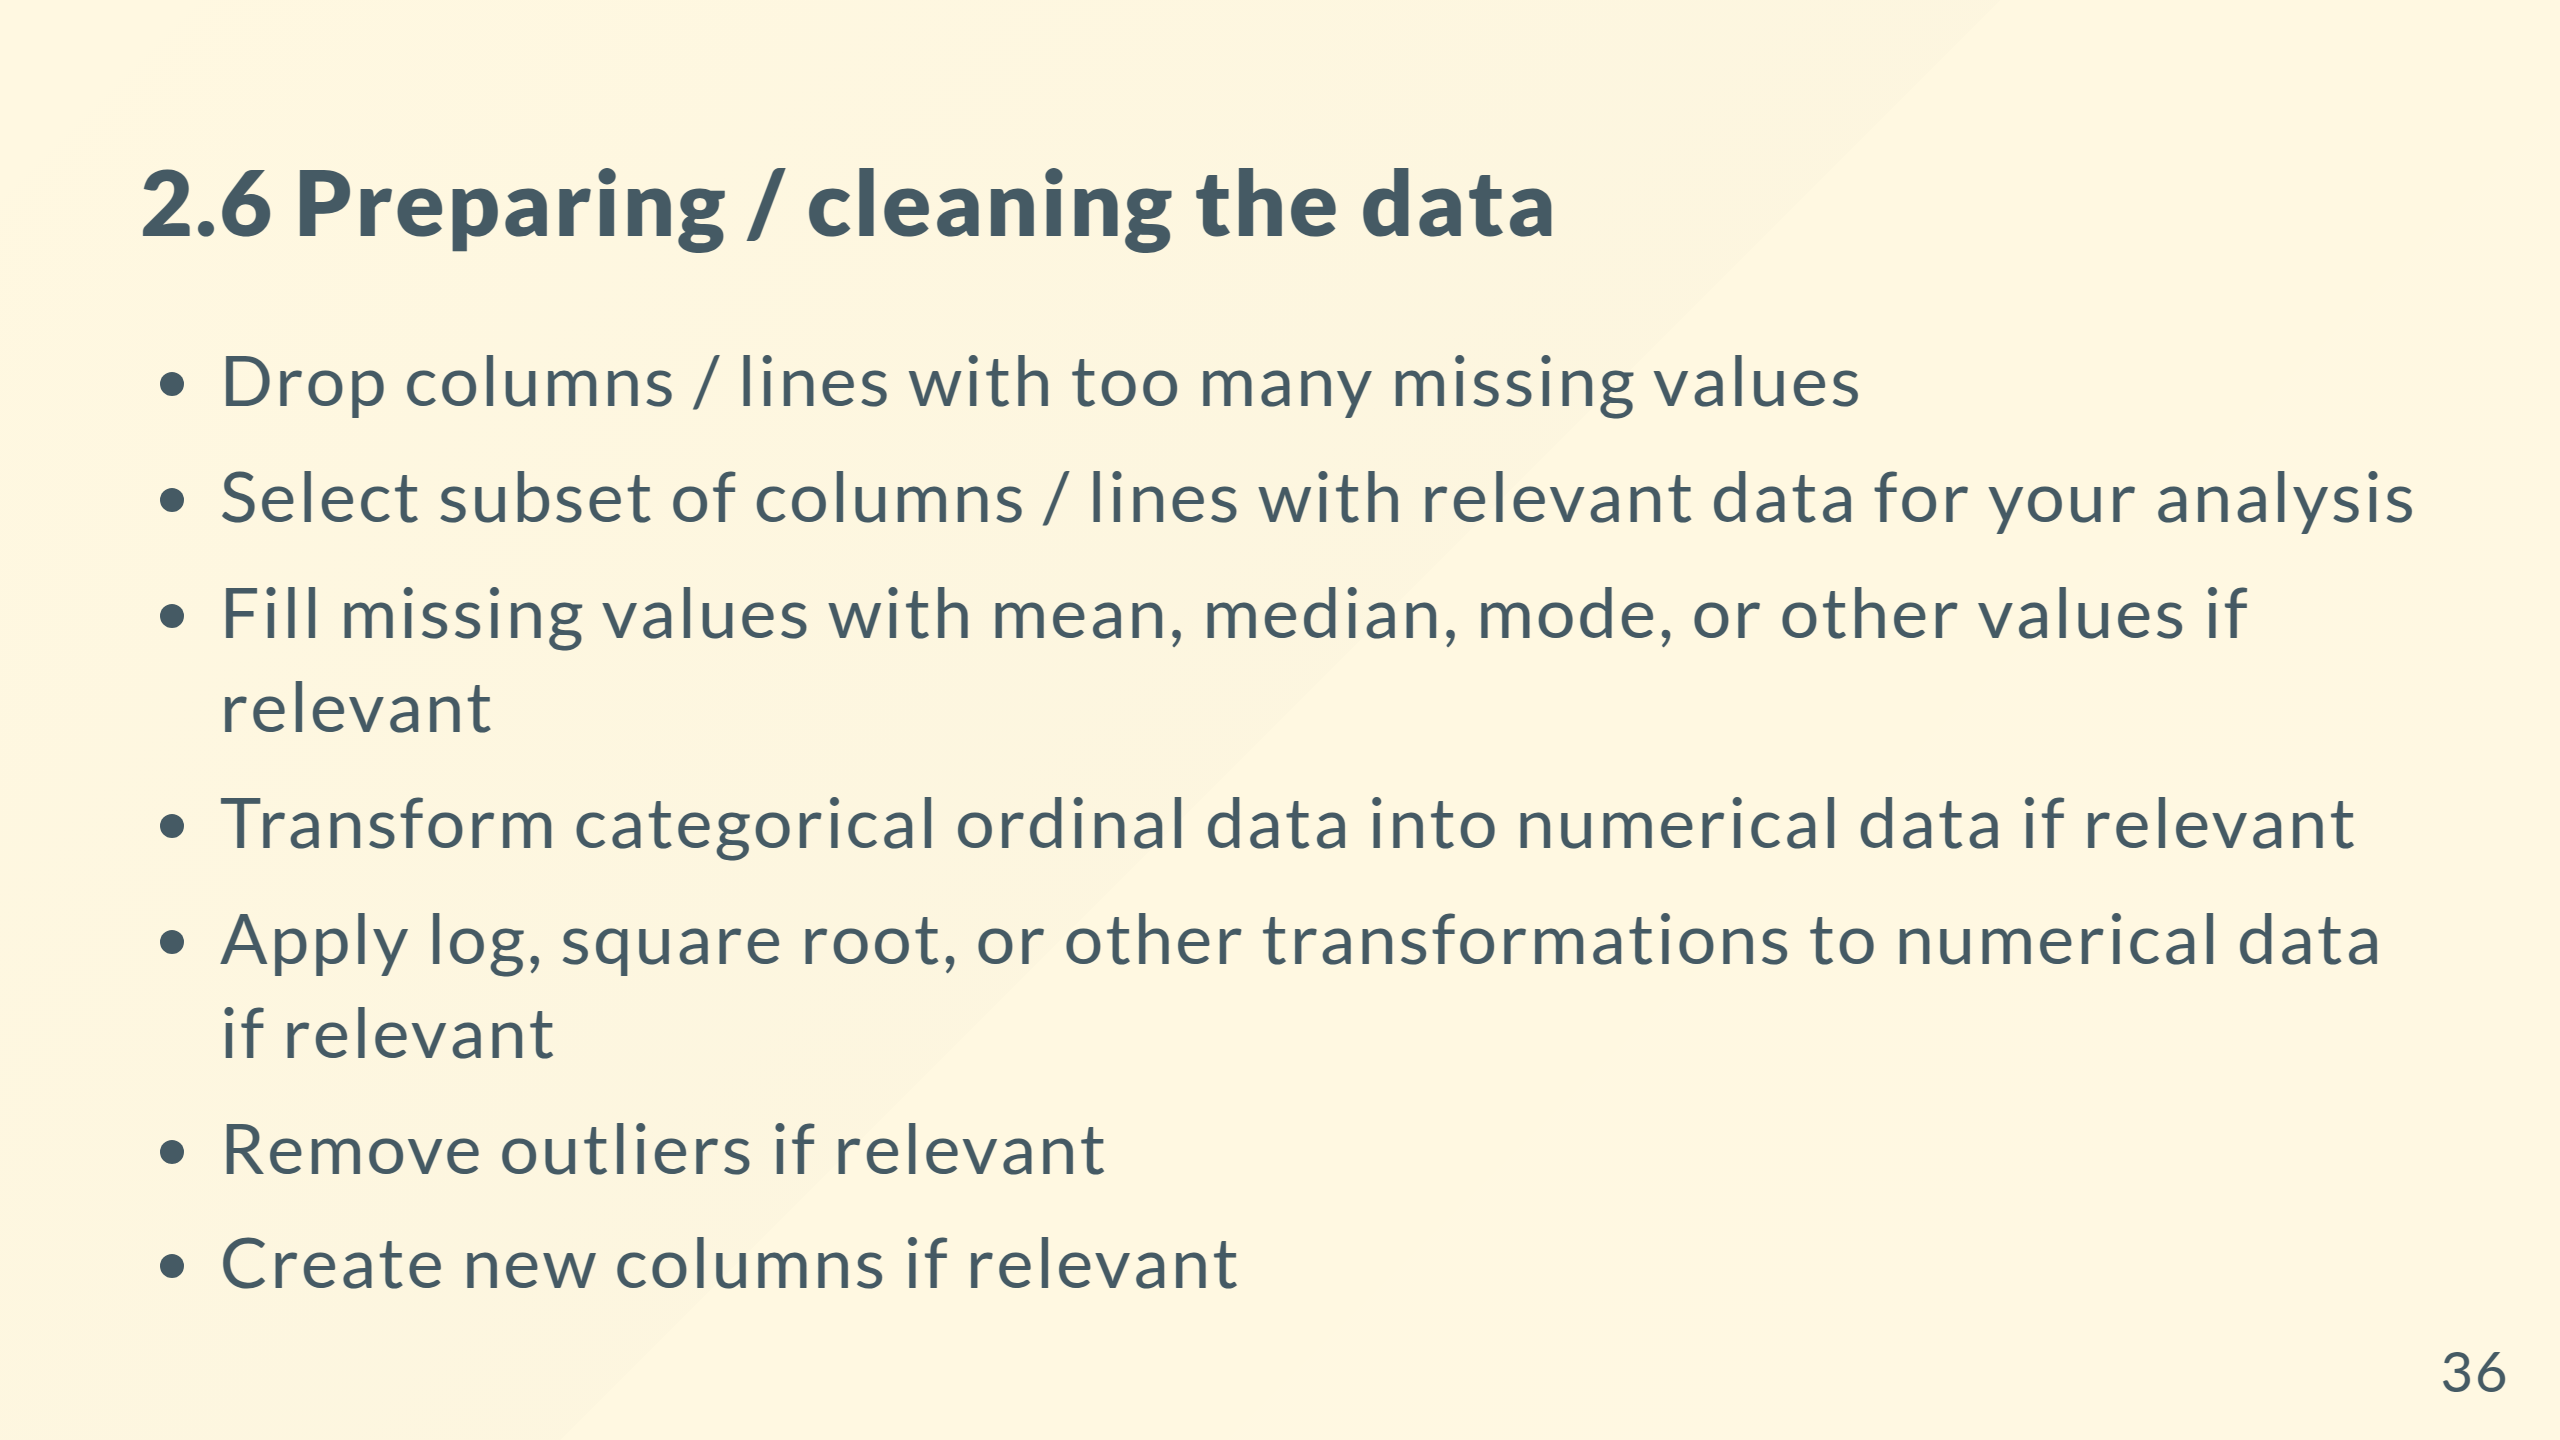 2.6 Preparing / cleaning the data
• Drop columns / lines with too many missing values
• Select subset of columns / lines with relevant data for your analysis
• Fill missing values with mean, median, mode, or other values if
relevant
• Transform categorical ordinal data into numerical data if relevant
• Apply log, square root, or other transformations to numerical data
if relevant
• Remove outliers if relevant
• Create new columns if relevant
36